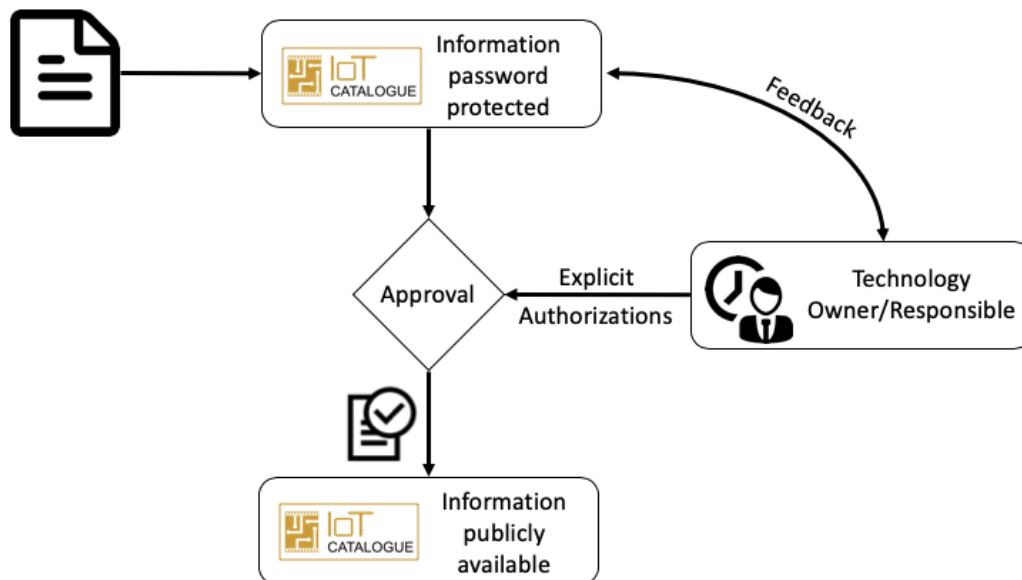 IoT
CATALOGUE
Information
password
protected
Feedback
Approval
Explicit
Authorizations
Technology
Owner/Responsible
IoT
CATALOGUE
Information
publicly
available